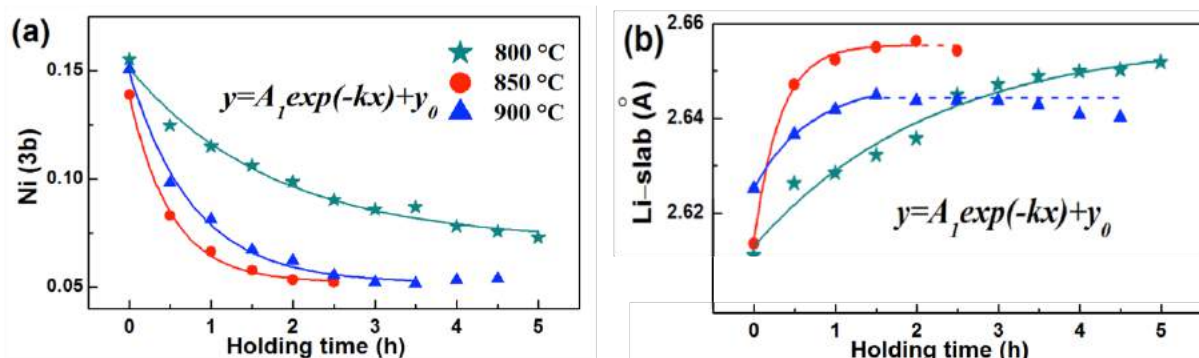 (a)
800 °C
850 °C
900 °C
y=A₁exp(-kx)+y₀
Ni (3b)
0.15
0.10
0.05
0 1 2 3 4 5
Holding time (h)
(b)
Li–slab (Å)
2.66
2.64
2.62
y=A₁exp(-kx)+y₀
0 1 2 3 4 5
Holding time (h)